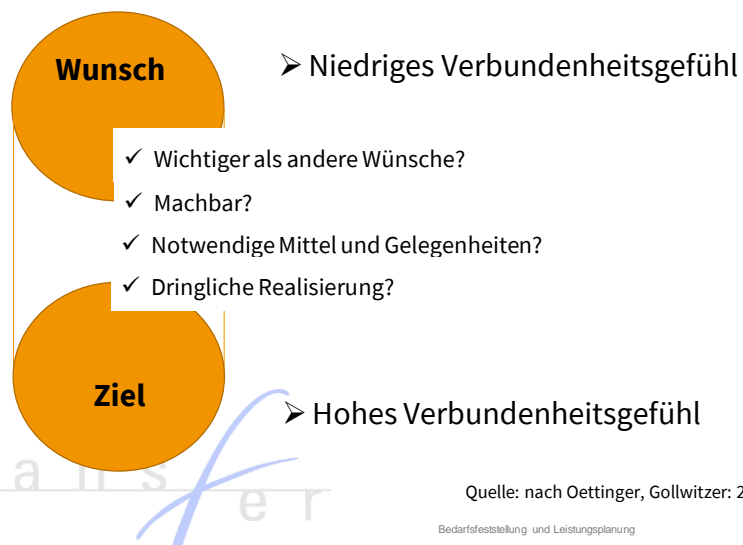 Wunsch
➢ Niedriges Verbundenheitsgefühl
✓ Wichtiger als andere Wünsche?
✓ Machbar?
✓ Notwendige Mittel und Gelegenheiten?
✓ Dringliche Realisierung?
Ziel
➢ Hohes Verbundenheitsgefühl
a n s f e r
Quelle: nach Oettinger, Gollwitzer: 2
Bedarfsfeststellung und Leistungsplanung